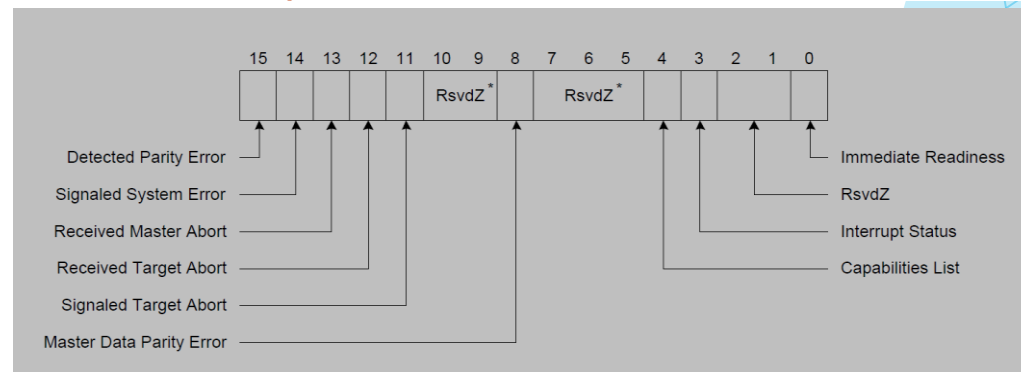 15 14 13 12 11 10 9 8 7 6 5 4 3 2 1 0
RsvdZ* RsvdZ*
Detected Parity Error Immediate Readiness
Signaled System Error RsvdZ
Received Master Abort Interrupt Status
Received Target Abort Capabilities List
Signaled Target Abort
Master Data Parity Error